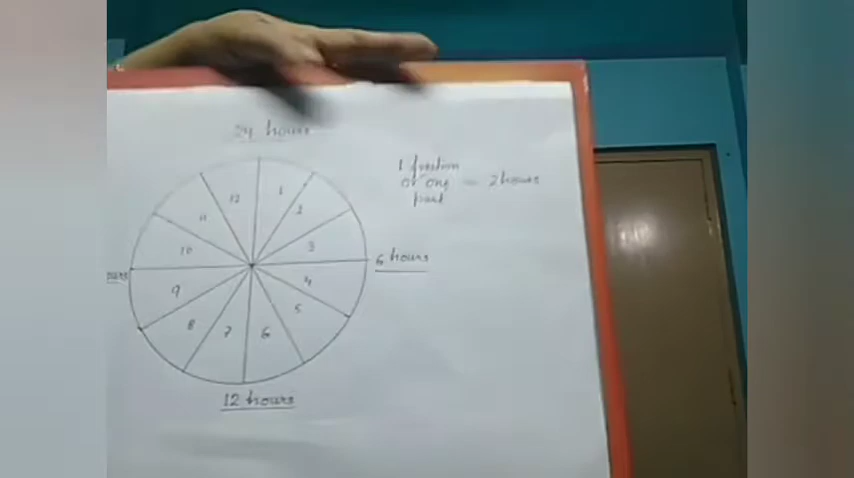 24 hours
1 fraction
or one = 2 hours
part
12
1
11
2
10
3
6 hours
9
4
8
5
7
6
12 hours